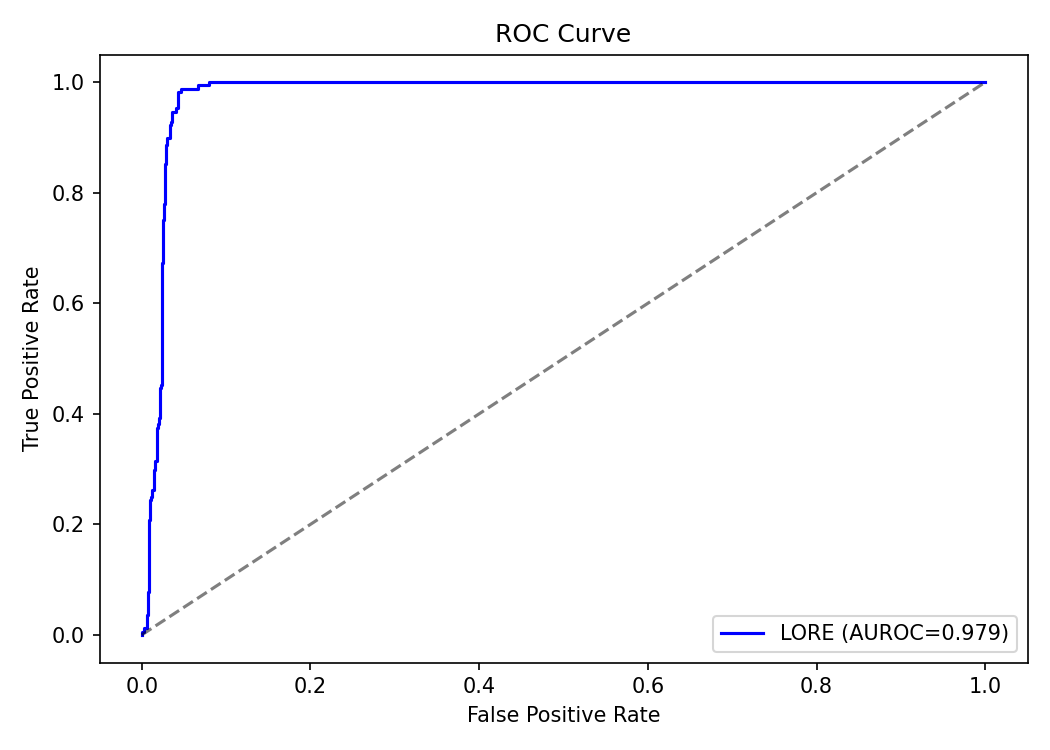 ROC Curve
1.0
0.8
0.6
0.4
0.2
0.0
True Positive Rate
LORE (AUROC=0.979)
0.0 0.2 0.4 0.6 0.8 1.0
False Positive Rate